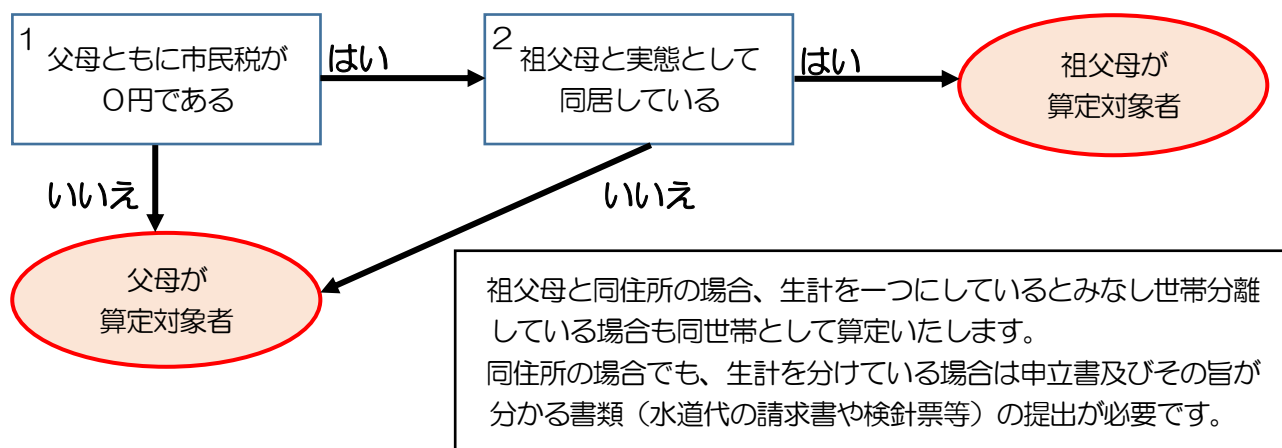 1
父母ともに市民税が
０円である
はい
2
祖父母と実態として
同居している
はい
祖父母が
算定対象者
いいえ
いいえ
父母が
算定対象者
祖父母と同住所の場合、生計を一つにしているとみなし世帯分離
している場合も同世帯として算定いたします。
同住所の場合でも、生計を分けている場合は申立書及びその旨が
分かる書類（水道代の請求書や検針票等）の提出が必要です。